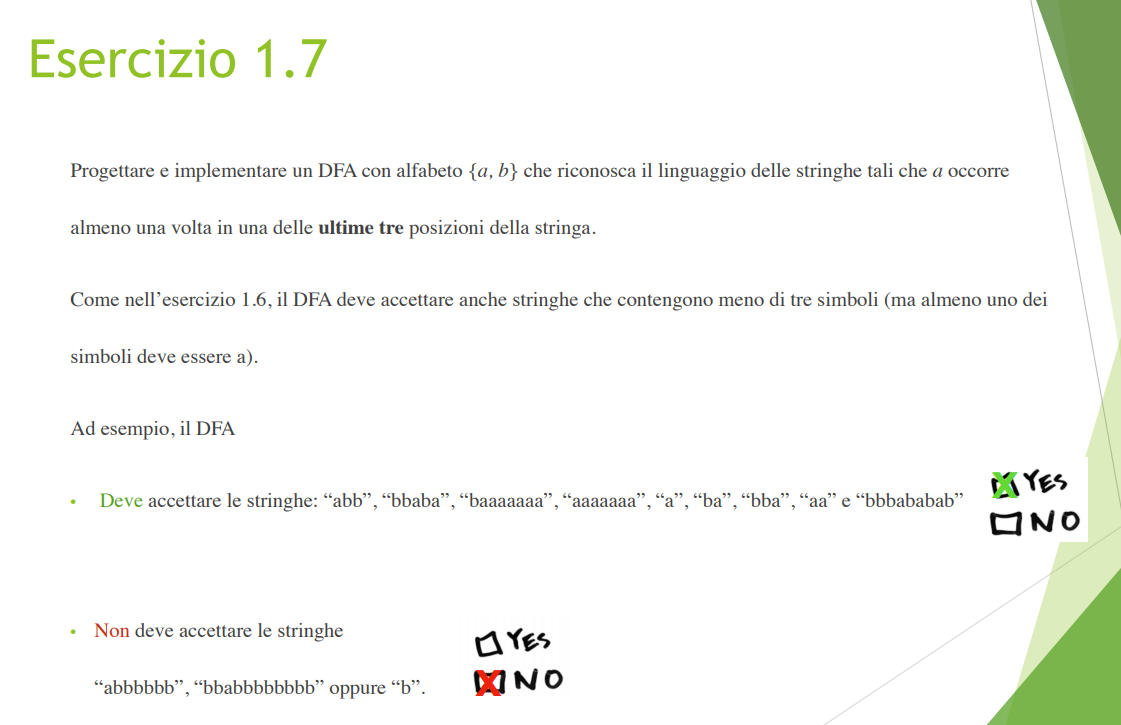 Esercizio 1.7
Progettare e implementare un DFA con alfabeto {a, b} che riconosca il linguaggio delle stringhe tali che a occorre
almeno una volta in una delle ultime tre posizioni della stringa.
Come nell’esercizio 1.6, il DFA deve accettare anche stringhe che contengono meno di tre simboli (ma almeno uno dei
simboli deve essere a).
Ad esempio, il DFA
• Deve accettare le stringhe: “abb”, “bbaba”, “baaaaaaa”, “aaaaaaa”, “a”, “ba”, “bba”, “aa” e “bbbababab”
YES
NO
• Non deve accettare le stringhe
“abbbbbb”, “bbabbbbbbbb” oppure “b”.
YES
NO